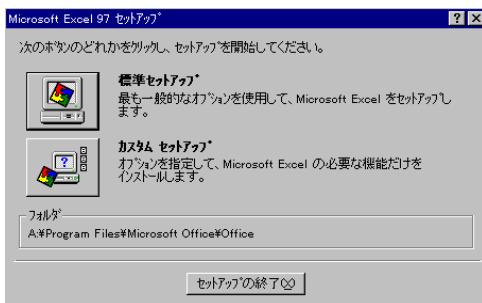 Microsoft Excel 97 ｾｯﾄｱｯﾌﾟ
次のﾎﾞﾀﾝのどれかをｸﾘｯｸし、ｾｯﾄｱｯﾌﾟを開始してください。
標準ｾｯﾄｱｯﾌﾟ
最も一般的なｵﾌﾟｼｮﾝを使用して、Microsoft Excel をｾｯﾄｱｯﾌﾟし
ます。
ｶｽﾀﾑ ｾｯﾄｱｯﾌﾟ
ｵﾌﾟｼｮﾝを指定して、Microsoft Excel の必要な機能だけを
ｲﾝｽﾄｰﾙします。
ﾌｫﾙﾀﾞ
A:¥Program Files¥Microsoft Office¥Office
ｾｯﾄｱｯﾌﾟの終了(X)